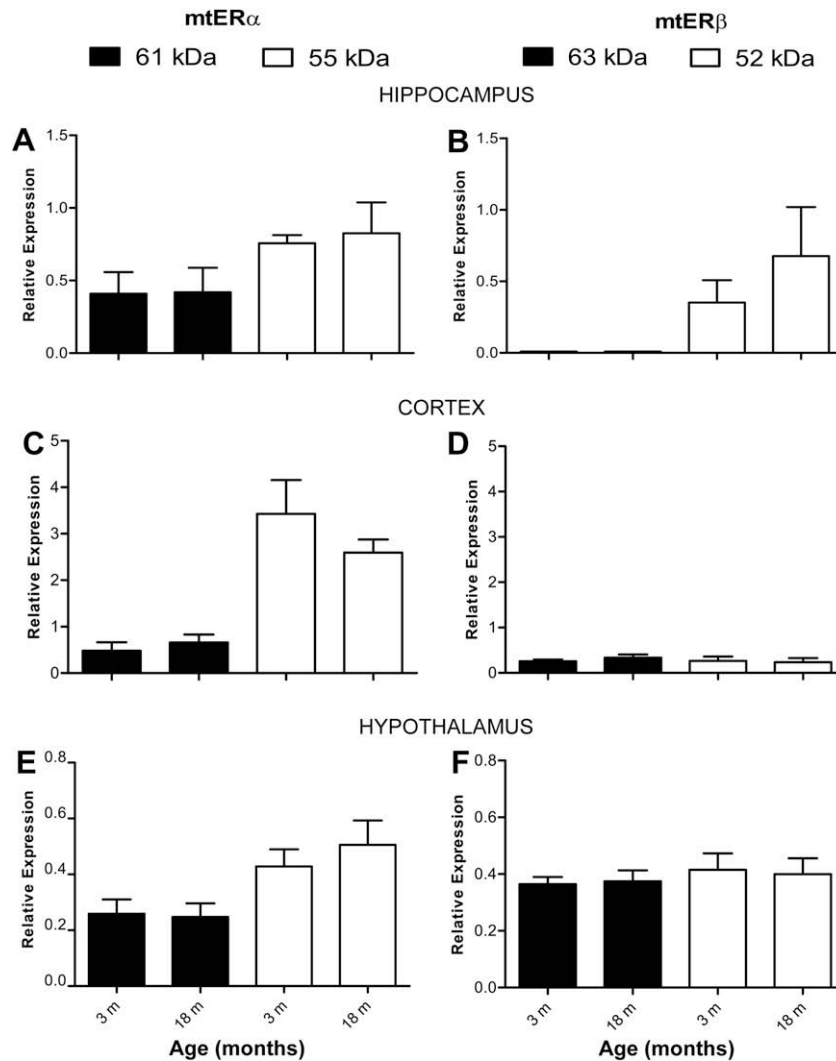 mtERα mtERβ
61 kDa 55 kDa 63 kDa 52 kDa
HIPPOCAMPUS
A B
Relative Expression Relative Expression
1.5 1.5
1.0 1.0
0.5 0.5
0.0 0.0
CORTEX
C D
Relative Expression Relative Expression
5 5
4 4
3 3
2 2
1 1
0 0
HYPOTHALAMUS
E F
Relative Expression Relative Expression
0.8 0.8
0.6 0.6
0.4 0.4
0.2 0.2
0.0 0.0
3 m 18 m 3 m 18 m 3 m 18 m 3 m 18 m
Age (months) Age (months)